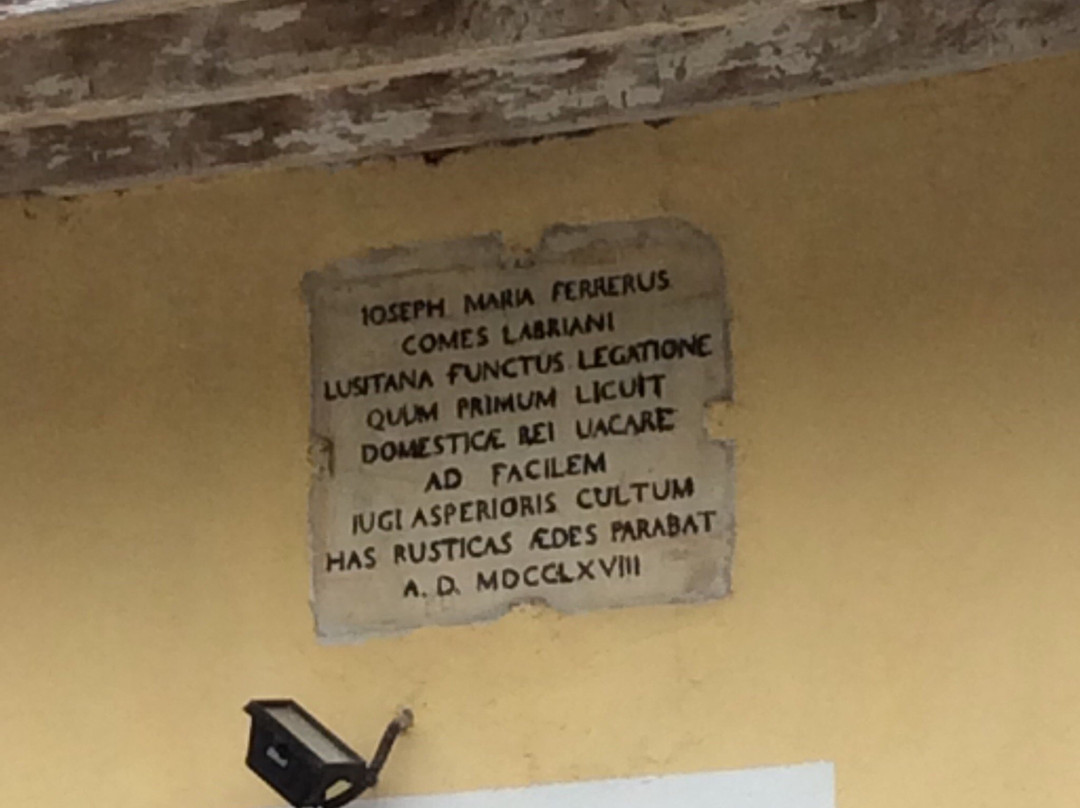 IOSEPH MARIA FERRERUS
COMES LABRIANI
LUSITANA FUNCTUS LEGATIONE
QUUM PRIMUM LICUIT
DOMESTICÆ REI UACARE
AD FACILEM
IUGI ASPERIORIS CULTUM
HAS RUSTICAS ÆDES PARABAT
A. D. MDCCLXVIII